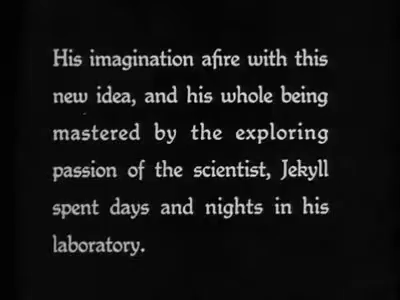 His imagination afire with this
new idea, and his whole being
mastered by the exploring
passion of the scientist, Jekyll
spent days and nights in his
laboratory.